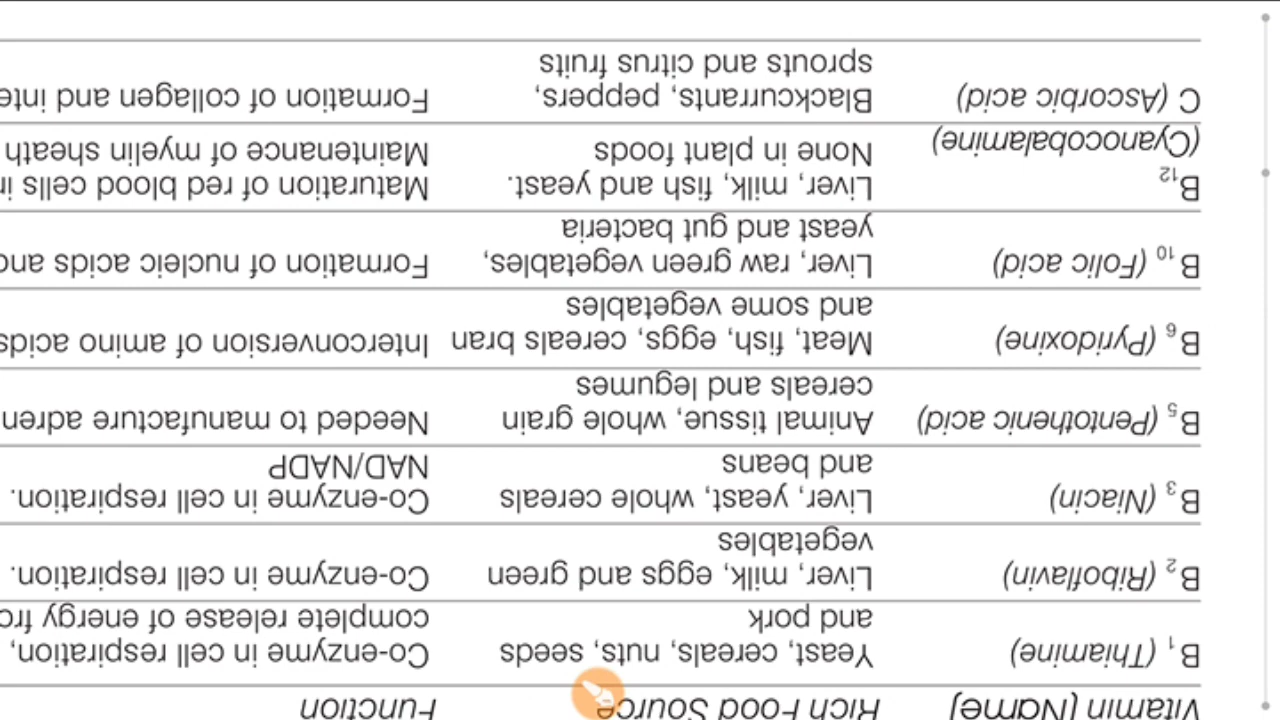 Vitamin [Name] Rich Food Source Function
B1 (Thiamine) Yeast, cereals, nuts, seeds Co-enzyme in cell respiration,
and pork complete release of energy fro
B2 (Riboflavin) Liver, milk, eggs and green Co-enzyme in cell respiration.
vegetables
B3 (Niacin) Liver, yeast, whole cereals Co-enzyme in cell respiration.
and beans NAD/NADP
B5 (Pentothenic acid) Animal tissue, whole grain Needed to manufacture adren
cereals and legumes
B6 (Pyridoxine) Meat, fish, eggs, cereals bran Interconversion of amino acids
and some vegetables
B10 (Folic acid) Liver, raw green vegetables, Formation of nucleic acids and
yeast and gut bacteria
B12 Liver, milk, fish and yeast. Maturation of red blood cells in
(Cyanocobalamine) None in plant foods Maintenance of myelin sheath
C (Ascorbic acid) Blackcurrants, peppers, Formation of collagen and inte
sprouts and citrus fruits